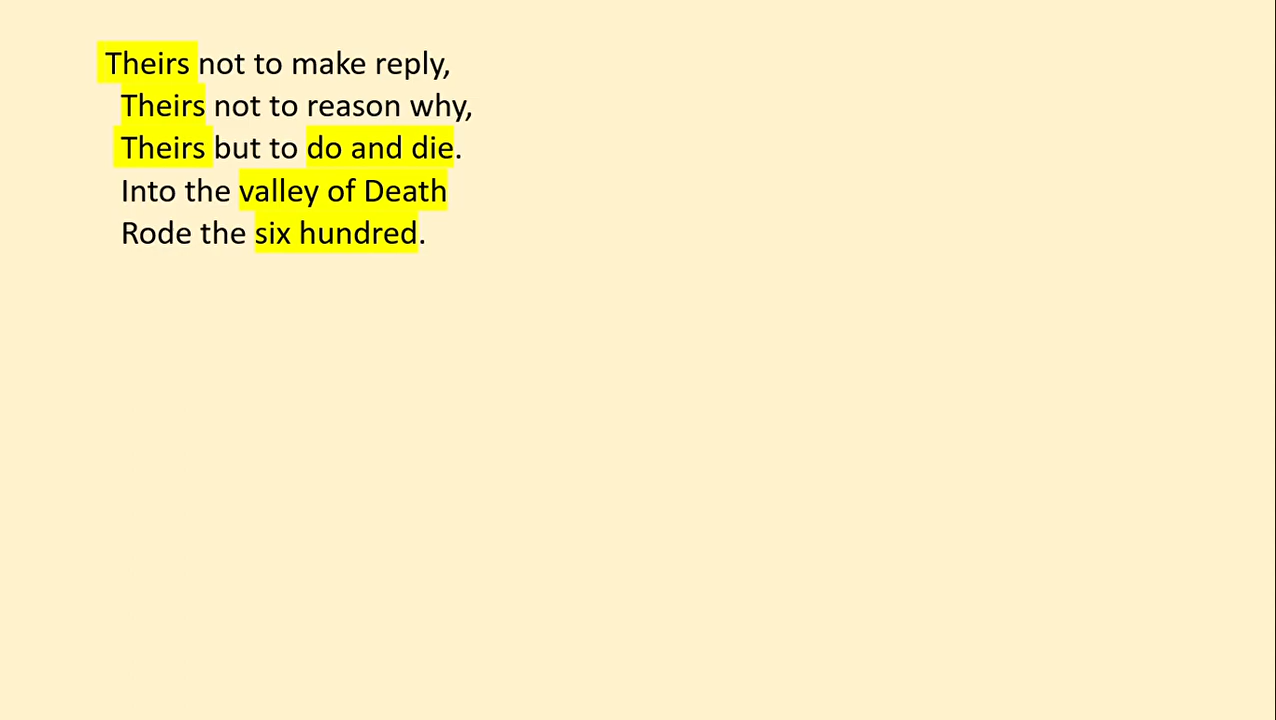 Theirs not to make reply,
Theirs not to reason why,
Theirs but to do and die.
Into the valley of Death
Rode the six hundred.